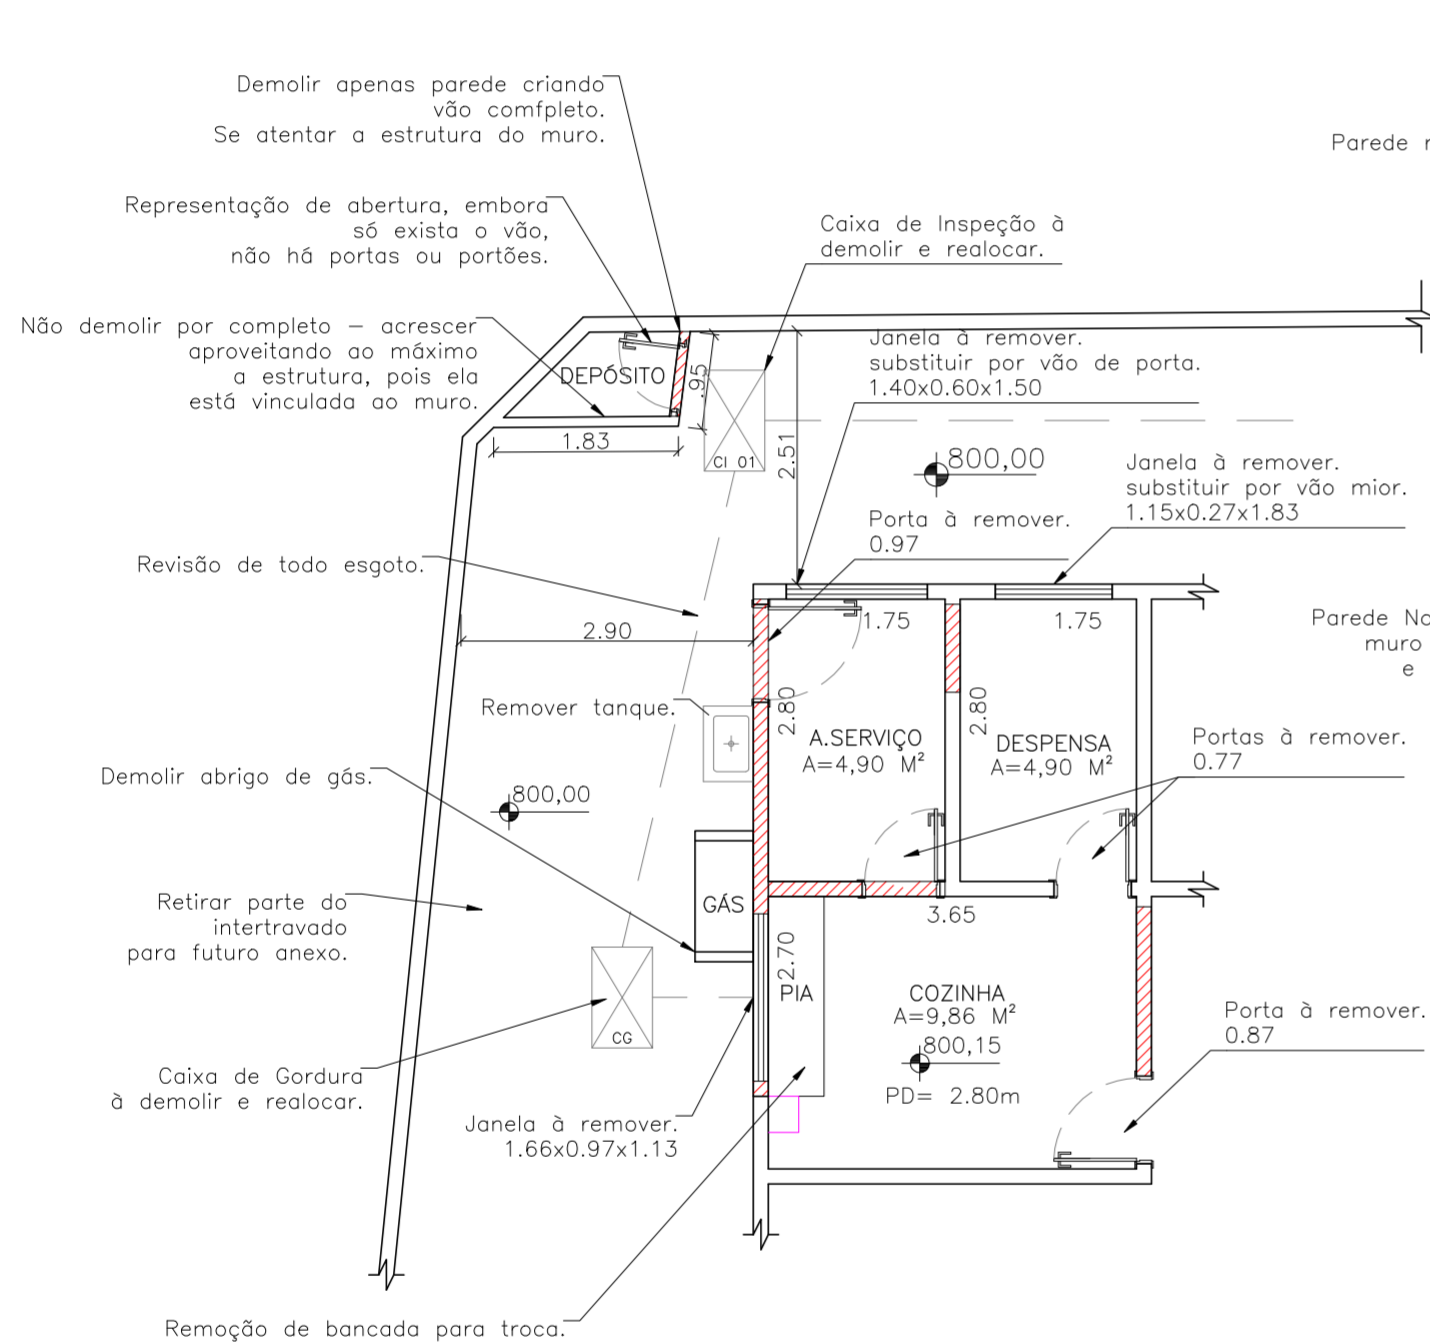 Demolir apenas parede criando
vão comfpleto.
Se atentar a estrutura do muro.
Parede
Representação de abertura, embora
só exista o vão,
não há portas ou portões.
Caixa de Inspeção à
demolir e realocar.
Não demolir por completo – acrescer
aproveitando ao máximo
a estrutura, pois ela
está vinculada ao muro.
Janela à remover.
substituir por vão de porta.
1.40x0.60x1.50
DEPÓSITO
.95
1.83
CI 01
2.51
800,00
Janela à remover.
substituir por vão mior.
1.15x0.27x1.83
Porta à remover.
0.97
Revisão de todo esgoto.
2.90
1.75
1.75
Parede
muro
e
Remover tanque.
2.80
2.80
A.SERVIÇO
A=4,90 M²
DESPENSA
A=4,90 M²
Portas à remover.
0.77
Demolir abrigo de gás.
800,00
GÁS
3.65
Retirar parte do
intertravado
para futuro anexo.
2.70
PIA
COZINHA
A=9,86 M²
800,15
PD= 2.80m
Porta à remover.
0.87
CG
Caixa de Gordura
à demolir e realocar.
Janela à remover.
1.66x0.97x1.13
Remoção de bancada para troca.